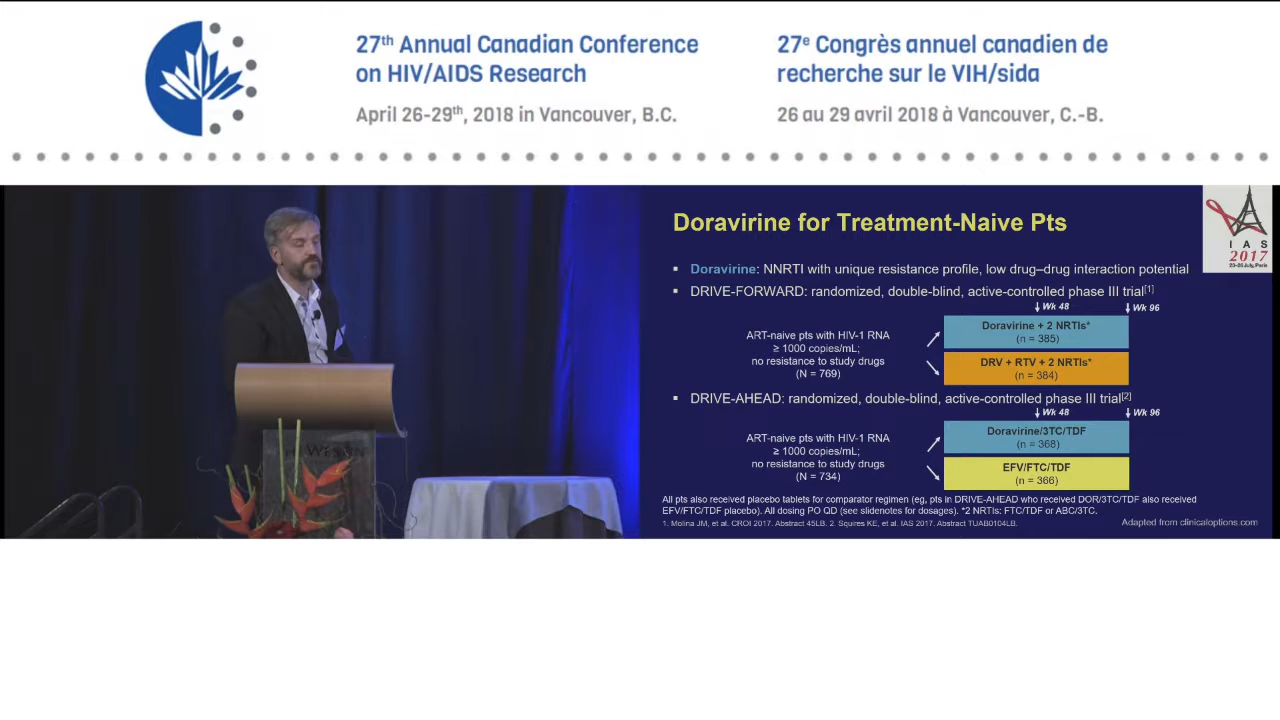 27th Annual Canadian Conference
on HIV/AIDS Research
April 26-29th, 2018 in Vancouver, B.C.
27e Congrès annuel canadien de
recherche sur le VIH/sida
26 au 29 avril 2018 à Vancouver, C.-B.
Doravirine for Treatment-Naive Pts
IAS
2017
23-26 July, Paris
▪ Doravirine: NNRTI with unique resistance profile, low drug–drug interaction potential
▪ DRIVE-FORWARD: randomized, double-blind, active-controlled phase III trial[1]
Wk 48
Wk 96
ART-naive pts with HIV-1 RNA
≥ 1000 copies/mL;
no resistance to study drugs
(N = 769)
Doravirine + 2 NRTIs*
(n = 385)
DRV + RTV + 2 NRTIs*
(n = 384)
▪ DRIVE-AHEAD: randomized, double-blind, active-controlled phase III trial[2]
Wk 48
Wk 96
ART-naive pts with HIV-1 RNA
≥ 1000 copies/mL;
no resistance to study drugs
(N = 734)
Doravirine/3TC/TDF
(n = 368)
EFV/FTC/TDF
(n = 366)
All pts also received placebo tablets for comparator regimen (eg, pts in DRIVE-AHEAD who received DOR/3TC/TDF also received
EFV/FTC/TDF placebo). All dosing PO QD (see slidenotes for dosages). *2 NRTIs: FTC/TDF or ABC/3TC.
1. Molina JM, et al. CROI 2017. Abstract 45LB. 2. Squires KE, et al. IAS 2017. Abstract TUAB0104LB.
Adapted from clinicaloptions.com